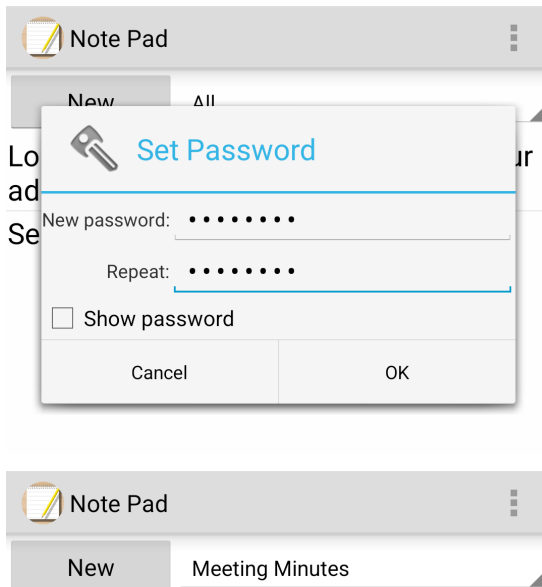 Note Pad
New All
Lo ur
ad
Se
Set Password
New password: ••••••••
Repeat: ••••••••
Show password
Cancel OK
Note Pad
New Meeting Minutes